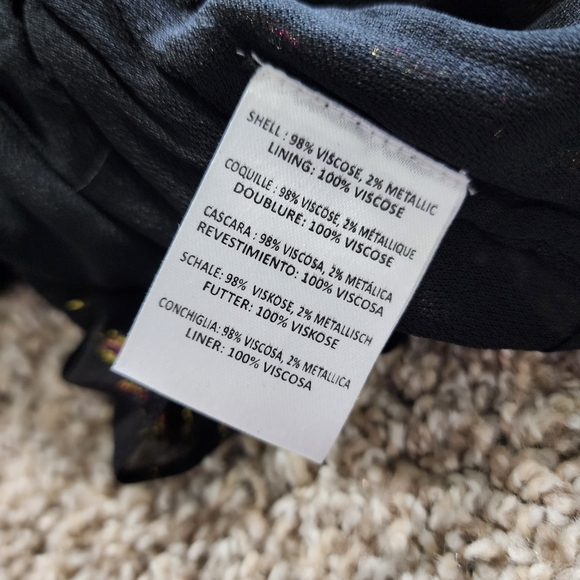 SHELL : 98% VISCOSE, 2% METALLIC
LINING: 100% VISCOSE
COQUILLE : 98% VISCOSE, 2% MÉTALLIQUE
DOUBLURE: 100% VISCOSE
CASCARA : 98% VISCOSA, 2% METÁLICA
REVESTIMIENTO: 100% VISCOSA
SCHALE: 98% VISKOSE, 2% METALLISCH
FUTTER: 100% VISKOSE
CONCHIGLIA: 98% VISCOSA, 2% METALLICA
LINER: 100% VISCOSA